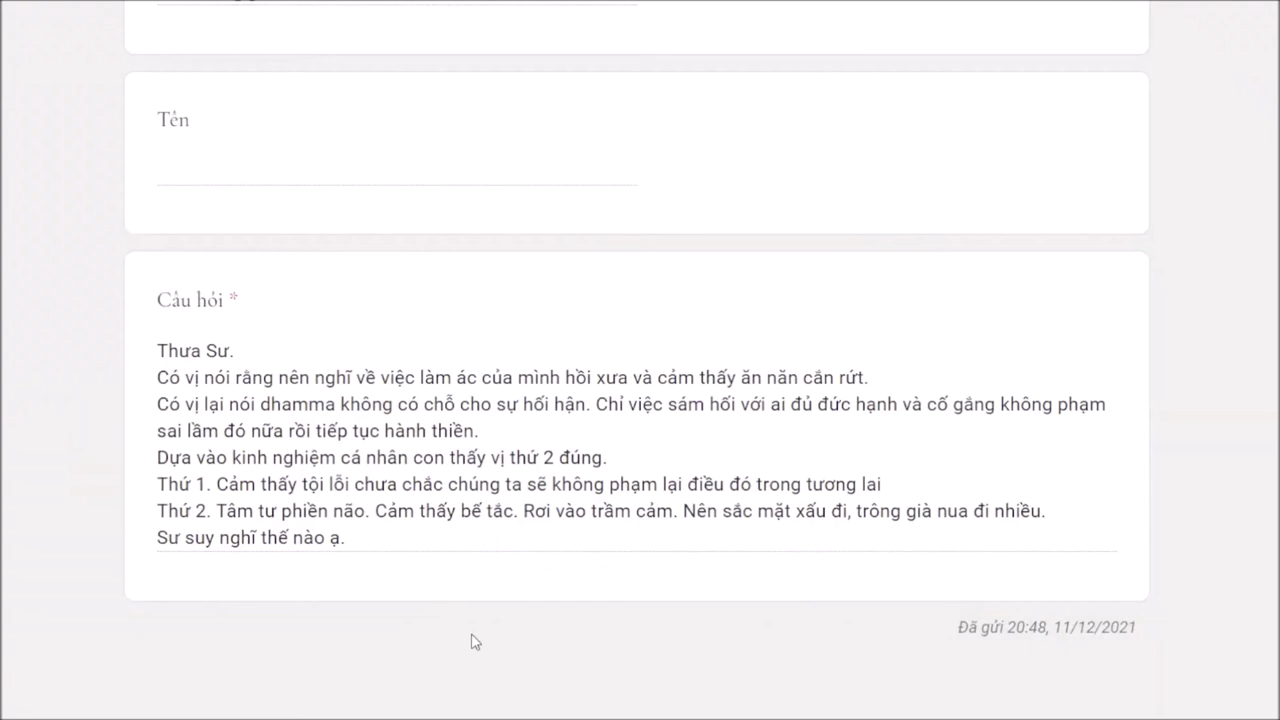 Tên
Câu hỏi *
Thưa Sư.
Có vị nói rằng nên nghĩ về việc làm ác của mình hồi xưa và cảm thấy ăn năn cắn rứt.
Có vị lại nói dhamma không có chỗ cho sự hối hận. Chỉ việc sám hối với ai đủ đức hạnh và cố gắng không phạm
sai lầm đó nữa rồi tiếp tục hành thiền.
Dựa vào kinh nghiệm cá nhân con thấy vị thứ 2 đúng.
Thứ 1. Cảm thấy tội lỗi chưa chắc chúng ta sẽ không phạm lại điều đó trong tương lai
Thứ 2. Tâm tư phiền não. Cảm thấy bế tắc. Rơi vào trầm cảm. Nên sắc mặt xấu đi, trông già nua đi nhiều.
Sư suy nghĩ thế nào ạ.
Đã gửi 20:48, 11/12/2021